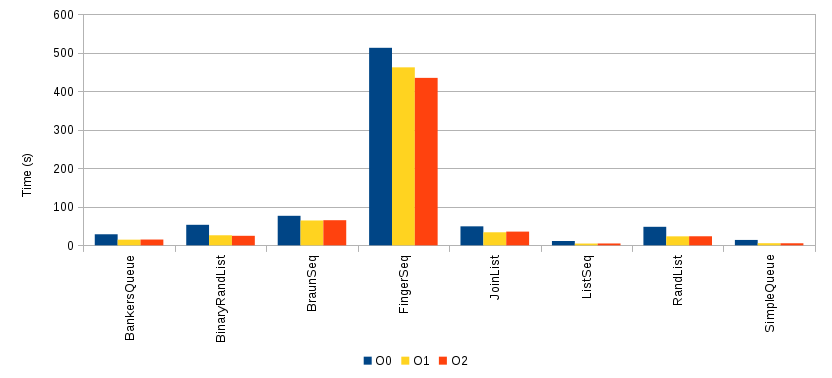 600
500
400
300
200
100
0
Time (s)
BankersQueue
BinaryRandList
BraunSeq
FingerSeq
JoinList
ListSeq
RandList
SimpleQueue
O0 O1 O2